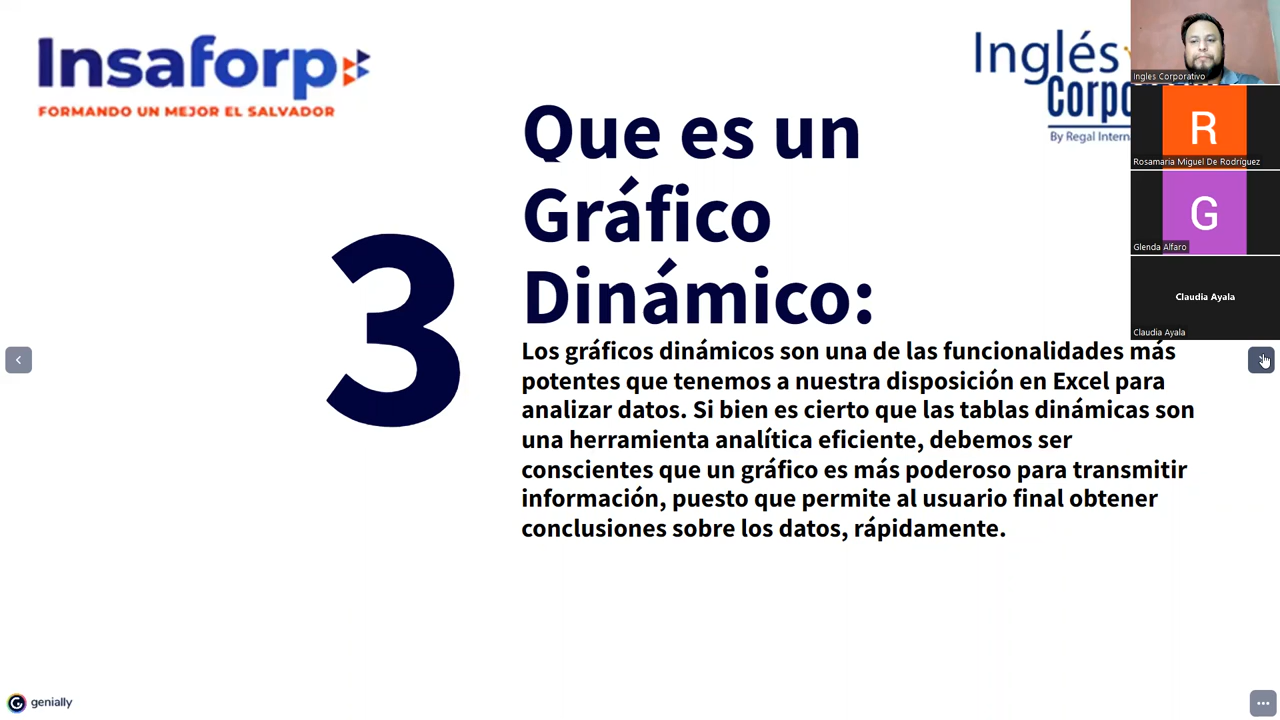 Insaforp
FORMANDO UN MEJOR EL SALVADOR
Inglés
Corpo
By Regal Interna
Que es un
Gráfico
Dinámico:
3
Los gráficos dinámicos son una de las funcionalidades más
potentes que tenemos a nuestra disposición en Excel para
analizar datos. Si bien es cierto que las tablas dinámicas son
una herramienta analítica eficiente, debemos ser
conscientes que un gráfico es más poderoso para transmitir
información, puesto que permite al usuario final obtener
conclusiones sobre los datos, rápidamente.
Ingles Corporativo
R
Rosamaria Miguel De Rodríguez
G
Glenda Alfaro
Claudia Ayala
Claudia Ayala
genially